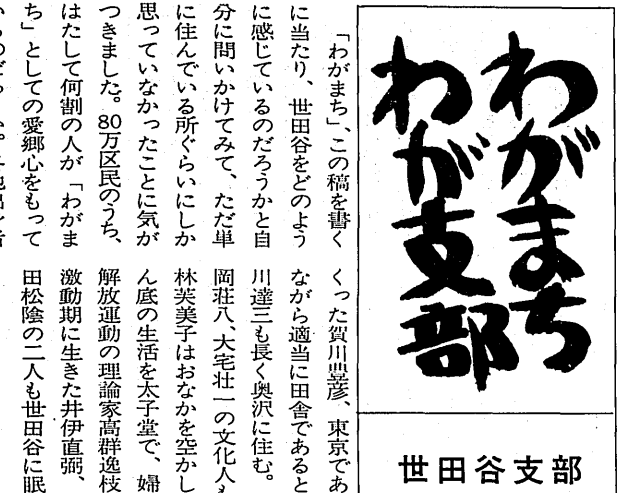 わがまち
わが支部
世田谷支部
「わがまち」、この稿を書く
に当たり、世田谷をどのよう
に感じているのだろうかと自
分に問いかけてみて、ただ単
に住んでいる所ぐらいにしか
思っていなかったことに気が
つきました。80万区民のうち、
はたして何割の人が「わがま
ち」としての愛郷心をもって
くった賀川豊彦、東京であ
ながら適当に田舎であると
川達三も長く奥沢に住む。
岡荘八、大宅壮一の文化人も
林芙美子はおなかを空かし
ん底の生活を太子堂で、婦
解放運動の理論家高群逸枝
激動期に生きた井伊直弼、
田松陰の二人も世田谷に眠